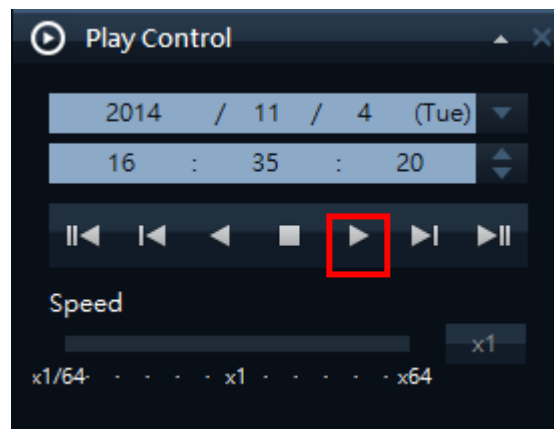 Play Control
2014 / 11 / 4 (Tue)
16 : 35 : 20
Speed
x1
x1/64 x1 x64